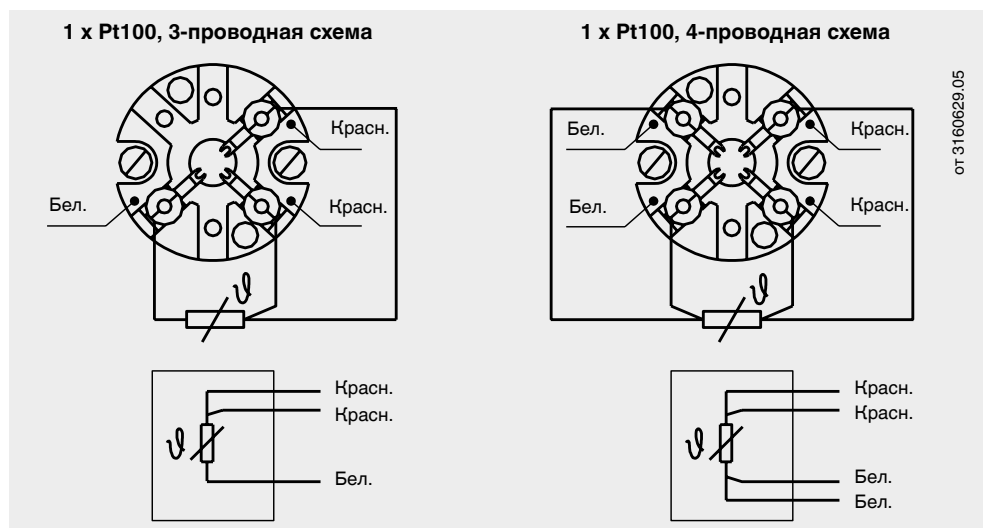 1 x Pt100, 3-проводная схема
Красн.
Бел.
Красн.
ϑ
Красн.
Красн.
ϑ
Бел.
1 x Pt100, 4-проводная схема
Бел.
Красн.
Бел.
Красн.
ϑ
Красн.
Красн.
ϑ
Бел.
Бел.
от 3160629.05